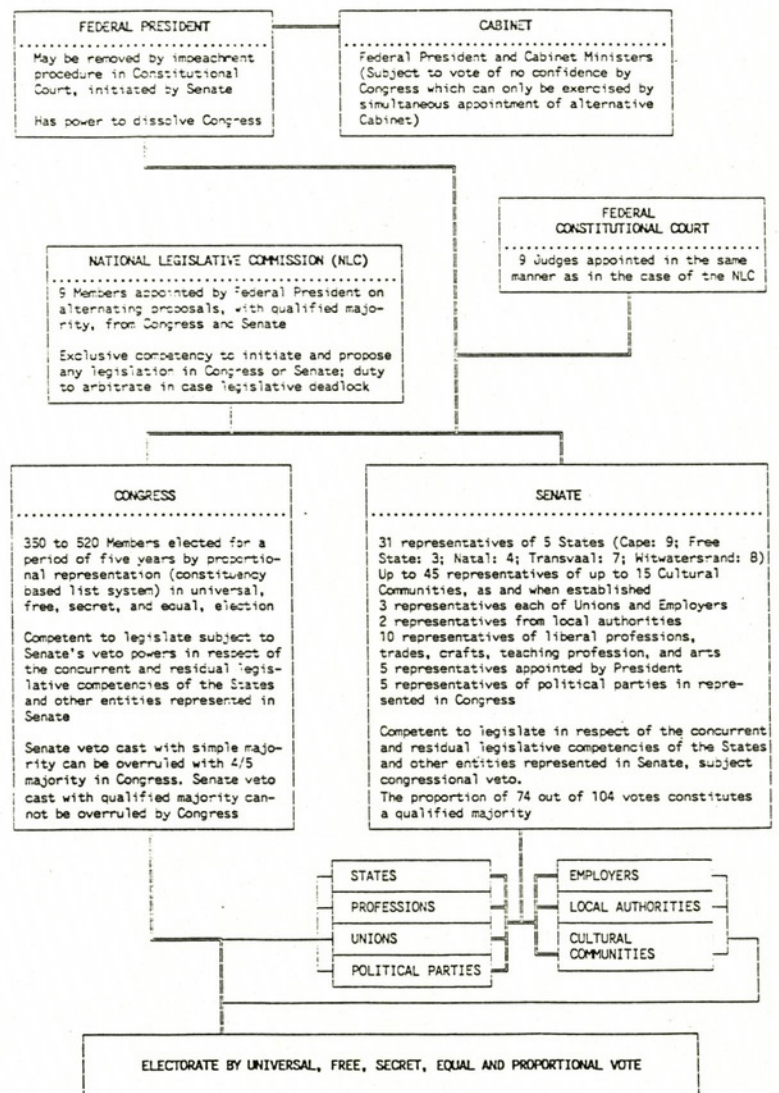 FEDERAL PRESIDENT
May be removed by impeachment
procedure in Constitutional
Court, initiated by Senate
Has power to dissolve Congress
CABINET
Federal President and Cabinet Ministers
(Subject to vote of no confidence by
Congress which can only be exercised by
simultaneous appointment of alternative
Cabinet)
FEDERAL
CONSTITUTIONAL COURT
9 Judges appointed in the same
manner as in the case of the NLC
NATIONAL LEGISLATIVE COMMISSION (NLC)
9 Members appointed by Federal President on
alternating proposals, with qualified majo-
rity, from Congress and Senate
Exclusive competency to initiate and propose
any legislation in Congress or Senate; duty
to arbitrate in case legislative deadlock
CONGRESS
350 to 520 Members elected for a
period of five years by proportio-
nal representation (constituency
based list system) in universal,
free, secret, and equal, election
Competent to legislate subject to
Senate's veto powers in respect of
the concurrent and residual legis-
lative competencies of the States
and other entities represented in
Senate
Senate veto cast with simple majo-
rity can be overruled with 4/5
majority in Congress. Senate veto
cast with qualified majority can-
not be overruled by Congress
SENATE
31 representatives of 5 States (Cape: 9; Free
State: 3; Natal: 4; Transvaal: 7; Witwatersrand: 8)
Up to 45 representatives of up to 15 Cultural
Communities, as and when established
3 representatives each of Unions and Employers
2 representatives from local authorities
10 representatives of liberal professions,
trades, crafts, teaching profession, and arts
5 representatives appointed by President
5 representatives of political parties in repre-
sented in Congress
Competent to legislate in respect of the concurrent
and residual legislative competencies of the States
and other entities represented in Senate, subject
congressional veto.
The proportion of 74 out of 104 votes constitutes
a qualified majority
STATES
PROFESSIONS
UNIONS
POLITICAL PARTIES
EMPLOYERS
LOCAL AUTHORITIES
CULTURAL
COMMUNITIES
ELECTORATE BY UNIVERSAL, FREE, SECRET, EQUAL AND PROPORTIONAL VOTE